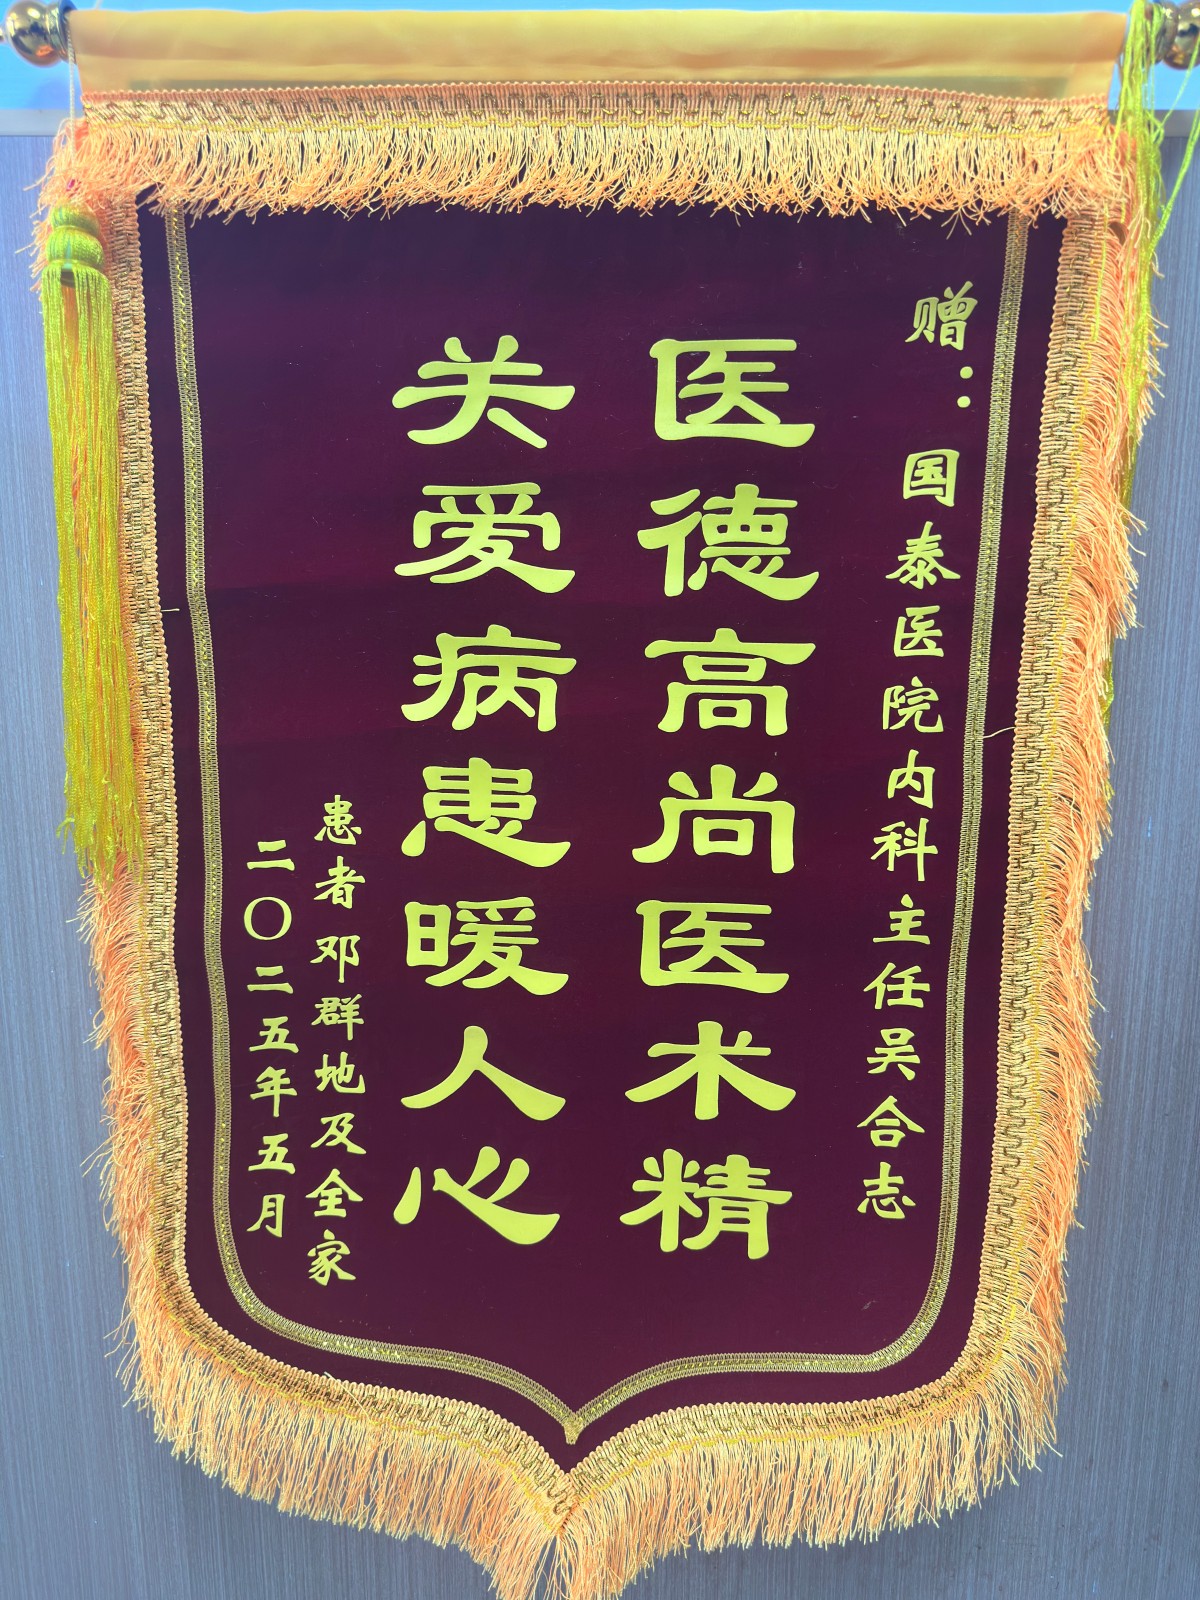 赠：国泰医院内科主任吴合志
医德高尚医术精
关爱病患暖人心
患者邓群地及全家
二〇二五年五月